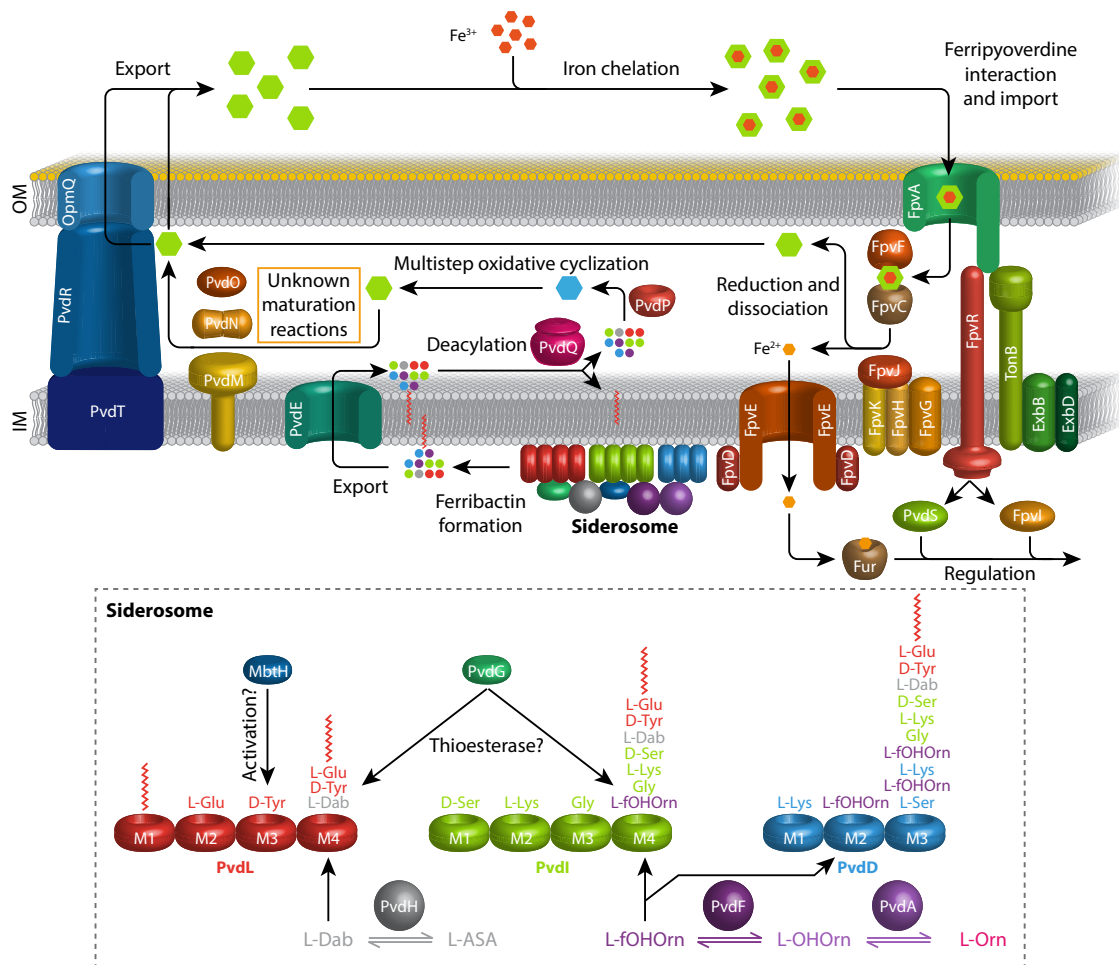 Fe³⁺
Export
Iron chelation
Ferripyoverdine
interaction
and import
OM
OpmQ
FpvA
PvdR
PvdO
PvdN
Unknown
maturation
reactions
Multistep oxidative cyclization
PvdP
Reduction and
dissociation
FpvF
FpvC
FpvR
TonB
Deacylation
PvdQ
Fe²⁺
IM
PvdT
PvdM
PvdE
FpvE
FpvE
FpvJ
FpvK
FpvH
FpvG
ExbB
ExbD
FpvD
FpvD
Export
Ferribactin
formation
Siderosome
PvdS
FpvI
Fur
Regulation
Siderosome
MbtH
PvdG
Activation?
Thioesterase?
L-Glu
D-Tyr
L-Dab
L-Glu
D-Tyr
L-Dab
D-Ser
L-Lys
Gly
L-fOHOrn
L-Glu
D-Tyr
L-Dab
D-Ser
L-Lys
Gly
L-fOHOrn
L-Lys
L-fOHOrn
L-Glu D-Tyr
D-Ser L-Lys Gly
L-Lys L-fOHOrn L-Ser
M1 M2 M3 M4
M1 M2 M3 M4
M1 M2 M3
PvdL
PvdI
PvdD
PvdH
PvdF
PvdA
L-Dab
L-ASA
L-fOHOrn
L-OHOrn
L-Orn